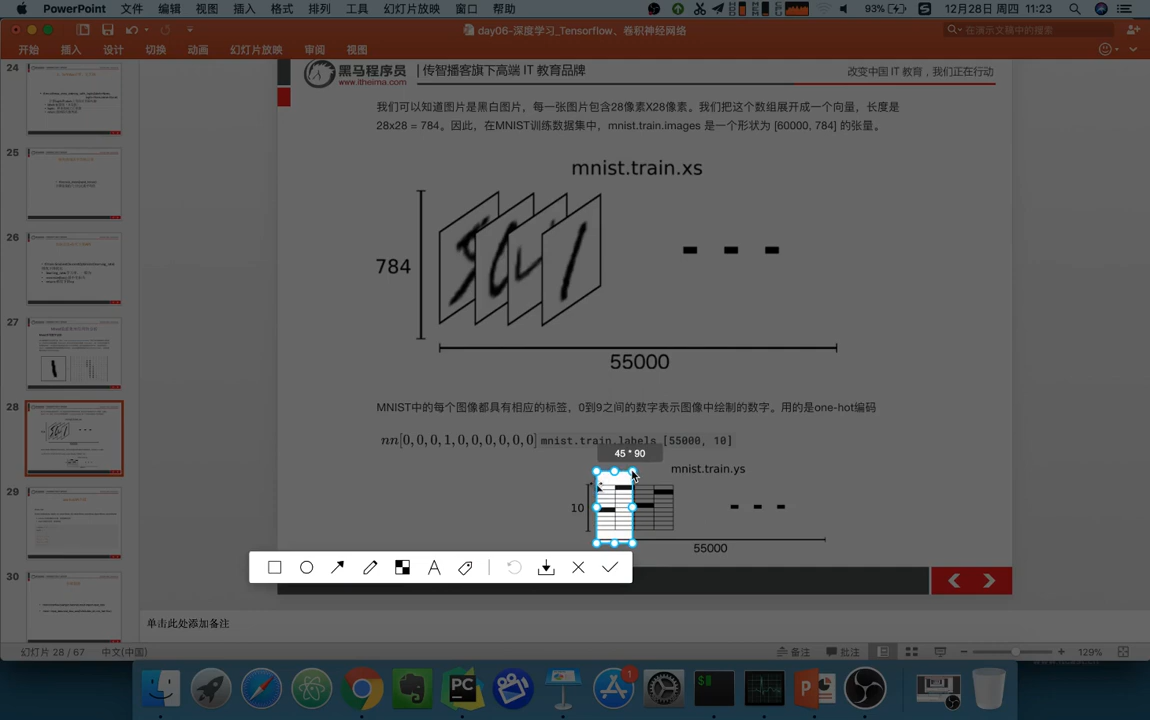 PowerPoint 文件 编辑 视图 插入 格式 排列 工具 幻灯片放映 窗口 帮助
93% 12月28日 周四 11:23
day06-深度学习_Tensorflow、卷积神经网络
在演示文稿中的搜索
开始 插入 设计 切换 动画 幻灯片放映 审阅 视图
24
25
26
27
28
29
30
黑马程序员 传智播客旗下高端 IT 教育品牌
www.itheima.com
改变中国 IT 教育，我们正在行动
我们可以知道图片是黑白图片，每一张图片包含28像素X28像素。我们把这个数组展开成一个向量，长度是
28x28 = 784。因此，在MNIST训练数据集中，mnist.train.images 是一个形状为 [60000, 784] 的张量。
mnist.train.xs
784
55000
MNIST中的每个图像都具有相应的标签，0到9之间的数字表示图像中绘制的数字。用的是one-hot编码
nn[0,0,0,1,0,0,0,0,0,0] mnist.train.labels [55000, 10]
45 * 90
mnist.train.ys
10
55000
A
单击此处添加备注
幻灯片 28 / 67 中文(中国)
备注 批注 129%
PC
1